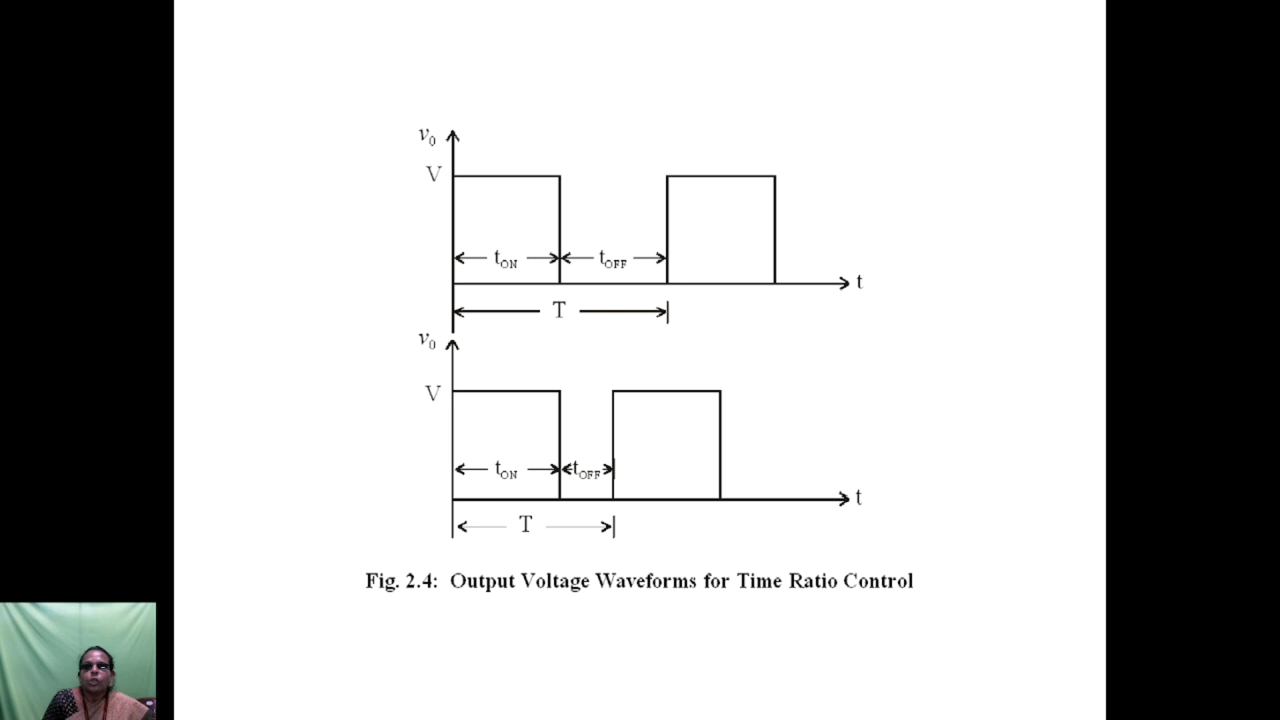 v₀
V
tON tOFF
t
T
v₀
V
tON tOFF
t
T
Fig. 2.4: Output Voltage Waveforms for Time Ratio Control